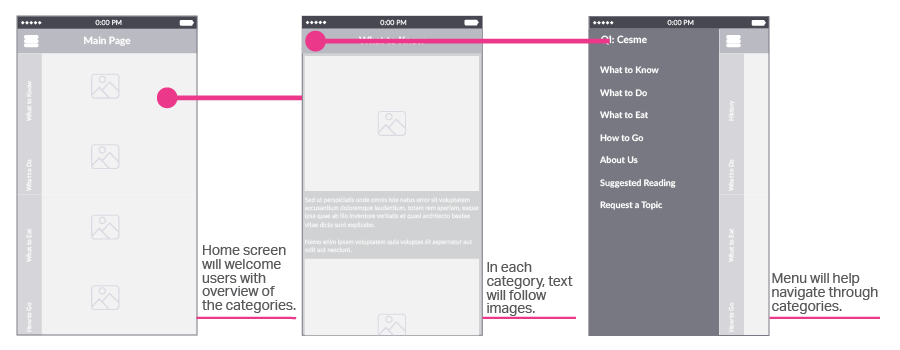 0:00 PM
Main Page
What to Know
What to Do
What to Eat
How to Go
Home screen
will welcome
users with
overview of
the categories.
0:00 PM
What to Know
Sed ut perspiciatis unde omnis iste natus error sit voluptatem
accusantium doloremque laudantium, totam rem aperiam, eaque
ipsa quae ab illo inventore veritatis et quasi architecto beatae
vitae dicta sunt explicabo.
Nemo enim ipsam voluptatem quia voluptas sit aspernatur aut
odit aut
In each
category, text
will follow
images.
0:00 PM
Cesme
What to Know
What to Do
What to Eat
How to Go
About Us
Suggested Reading
Request a Topic
History
What to Do
What to Eat
How to Go
Menu will help
navigate through
categories.